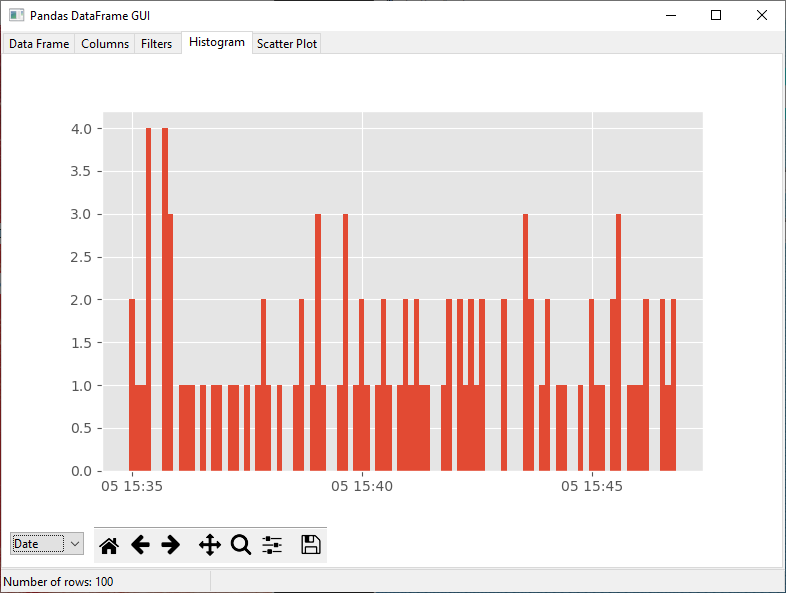 Pandas DataFrame GUI
Data Frame Columns Filters Histogram Scatter Plot
4.0
3.5
3.0
2.5
2.0
1.5
1.0
0.5
0.0
05 15:35 05 15:40 05 15:45
Date
Number of rows: 100